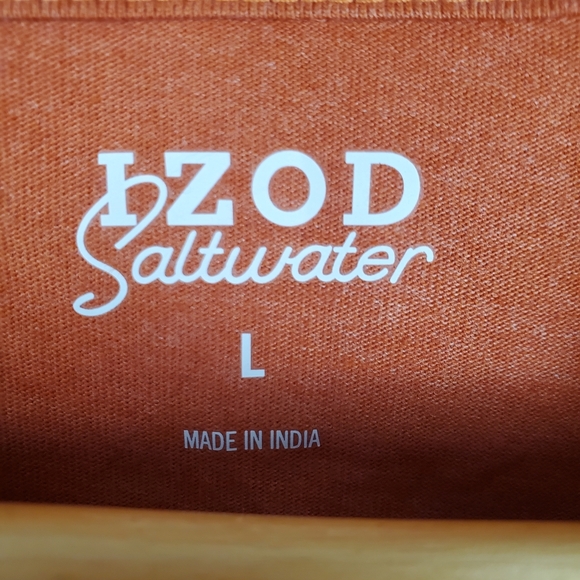 IZOD
Saltwater
L
MADE IN INDIA